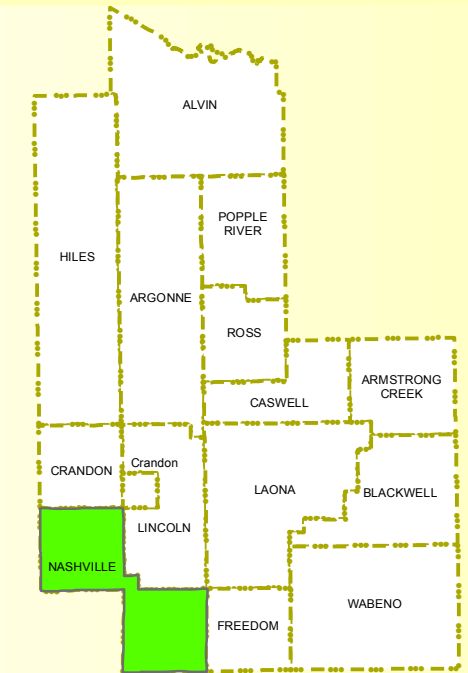 ALVIN
POPPLE
RIVER
HILES
ARGONNE
ROSS
ARMSTRONG
CREEK
CASWELL
Crandon
CRANDON
LAONA
BLACKWELL
LINCOLN
NASHVILLE
WABENO
FREEDOM